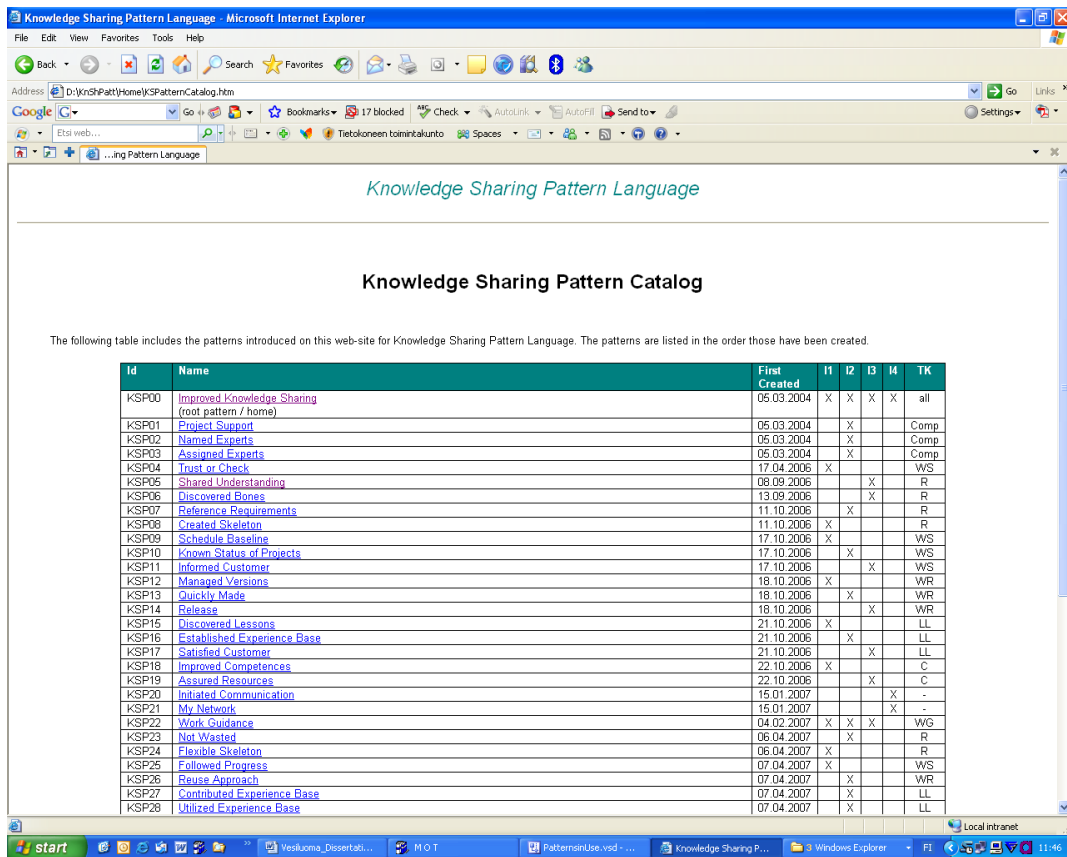 Knowledge Sharing Pattern Language - Microsoft Internet Explorer
File Edit View Favorites Tools Help
Back Search Favorites
Address D:\KnShPatt\Home\KSPatternCatalog.htm Go Links
Google G Go Bookmarks 17 blocked Check AutoLink AutoFill Send to Settings
Etsi web... Tietokoneen toimintakunto Spaces
...ing Pattern Language
Knowledge Sharing Pattern Language
Knowledge Sharing Pattern Catalog
The following table includes the patterns introduced on this web-site for Knowledge Sharing Pattern Language. The patterns are listed in the order those have been created.
Id Name First Created I1 I2 I3 I4 TK
KSP00 Improved Knowledge Sharing (root pattern / home) 05.03.2004 X X X X all
KSP01 Project Support 05.03.2004 X Comp
KSP02 Named Experts 05.03.2004 X Comp
KSP03 Assigned Experts 05.03.2004 X Comp
KSP04 Trust or Check 17.04.2006 X WS
KSP05 Shared Understanding 08.09.2006 X R
KSP06 Discovered Bones 13.09.2006 X R
KSP07 Reference Requirements 11.10.2006 X R
KSP08 Created Skeleton 11.10.2006 X R
KSP09 Schedule Baseline 17.10.2006 X WS
KSP10 Known Status of Projects 17.10.2006 X WS
KSP11 Informed Customer 17.10.2006 X WS
KSP12 Managed Versions 18.10.2006 X WR
KSP13 Quickly Made 18.10.2006 X WR
KSP14 Release 18.10.2006 X WR
KSP15 Discovered Lessons 21.10.2006 X LL
KSP16 Established Experience Base 21.10.2006 X LL
KSP17 Satisfied Customer 21.10.2006 X LL
KSP18 Improved Competences 22.10.2006 X C
KSP19 Assured Resources 22.10.2006 X C
KSP20 Initiated Communication 15.01.2007 X -
KSP21 My Network 15.01.2007 X -
KSP22 Work Guidance 04.02.2007 X X X WG
KSP23 Not Wasted 06.04.2007 X R
KSP24 Flexible Skeleton 06.04.2007 X R
KSP25 Followed Progress 07.04.2007 X WS
KSP26 Reuse Approach 07.04.2007 X WR
KSP27 Contributed Experience Base 07.04.2007 X LL
KSP28 Utilized Experience Base 07.04.2007 X LL
Local intranet
start Vesiluoma_Dissertati... MOT PatternsinUse.vsd - ... Knowledge Sharing P... 3 Windows Explorer FI 11:46